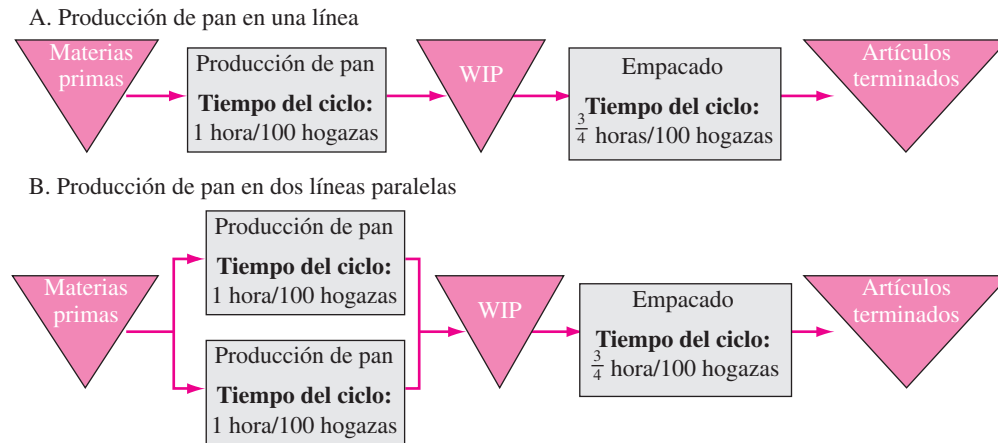 A. Producción de pan en una línea
Materias
primas
Producción de pan
Tiempo del ciclo:
1 hora/100 hogazas
WIP
Empacado
Tiempo del ciclo:
3/4 horas/100 hogazas
Artículos
terminados
B. Producción de pan en dos líneas paralelas
Materias
primas
Producción de pan
Tiempo del ciclo:
1 hora/100 hogazas
Producción de pan
Tiempo del ciclo:
1 hora/100 hogazas
WIP
Empacado
Tiempo del ciclo:
3/4 hora/100 hogazas
Artículos
terminados